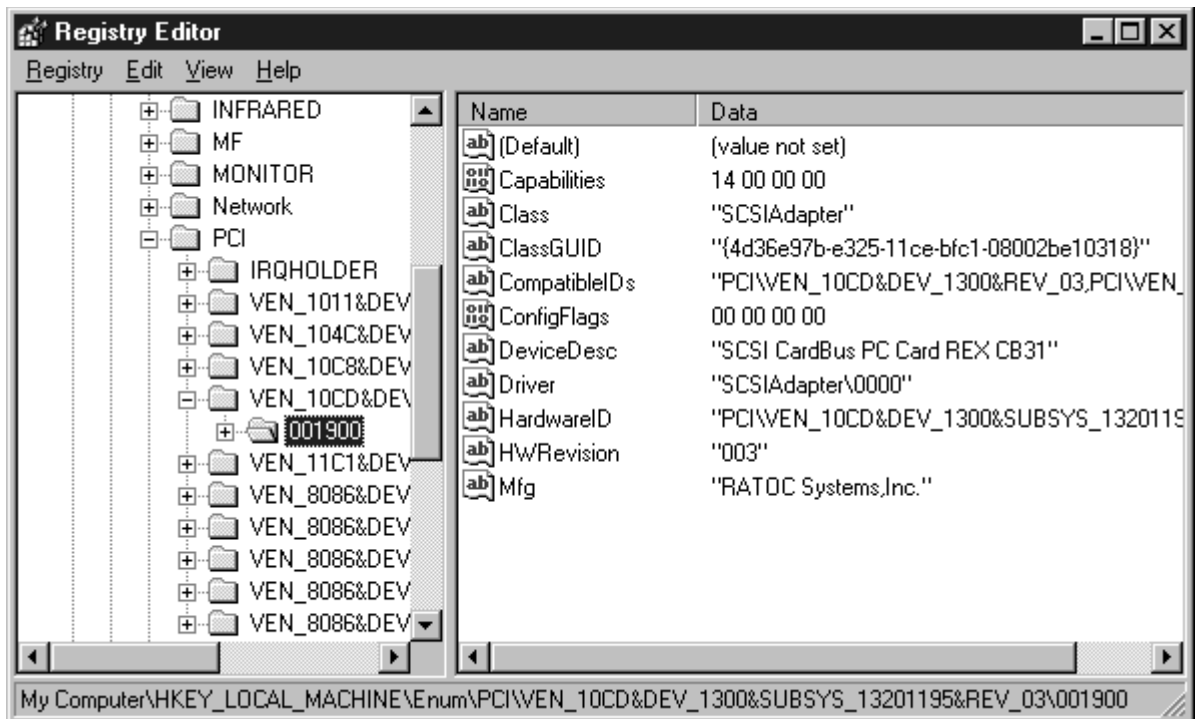 Registry Editor
Registry Edit View Help
INFRARED
MF
MONITOR
Network
PCI
IRQHOLDER
VEN_1011&DEV
VEN_104C&DEV
VEN_10C8&DEV
VEN_10CD&DEV
001900
VEN_11C1&DEV
VEN_8086&DEV
VEN_8086&DEV
VEN_8086&DEV
VEN_8086&DEV
VEN_8086&DEV
Name Data
(Default) (value not set)
Capabilities 14 00 00 00
Class "SCSIAdapter"
ClassGUID "{4d36e97b-e325-11ce-bfc1-08002be10318}"
CompatibleIDs "PCI\VEN_10CD&DEV_1300&REV_03,PCI\VEN_
ConfigFlags 00 00 00 00
DeviceDesc "SCSI CardBus PC Card REX CB31"
Driver "SCSIAdapter\0000"
HardwareID "PCI\VEN_10CD&DEV_1300&SUBSYS_1320119
HWRevision "003"
Mfg "RATOC Systems,Inc."
My Computer\HKEY_LOCAL_MACHINE\Enum\PCI\VEN_10CD&DEV_1300&SUBSYS_13201195&REV_03\001900